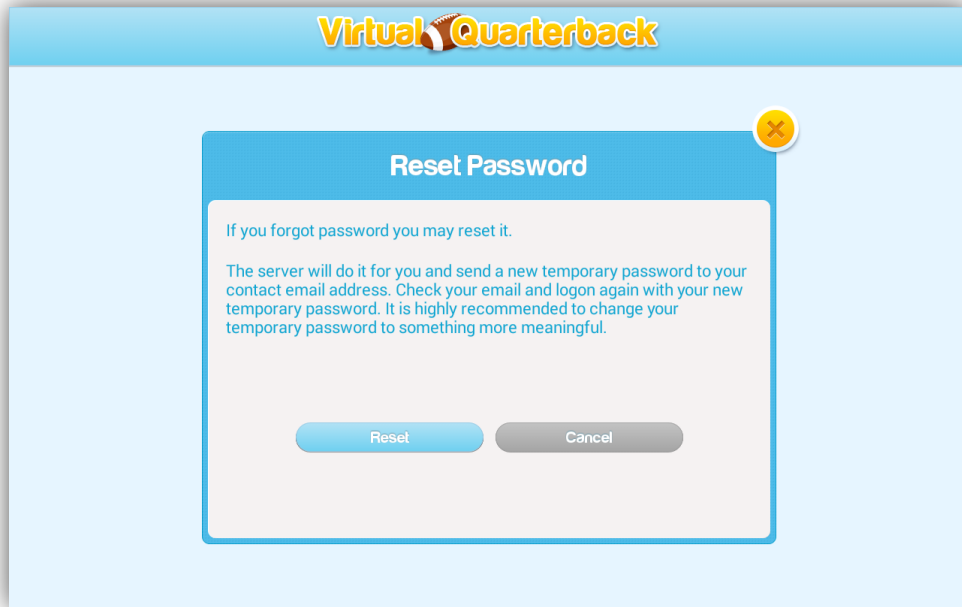 Virtual Quarterback
Reset Password
If you forgot password you may reset it.
The server will do it for you and send a new temporary password to your
contact email address. Check your email and logon again with your new
temporary password. It is highly recommended to change your
temporary password to something more meaningful.
Reset
Cancel